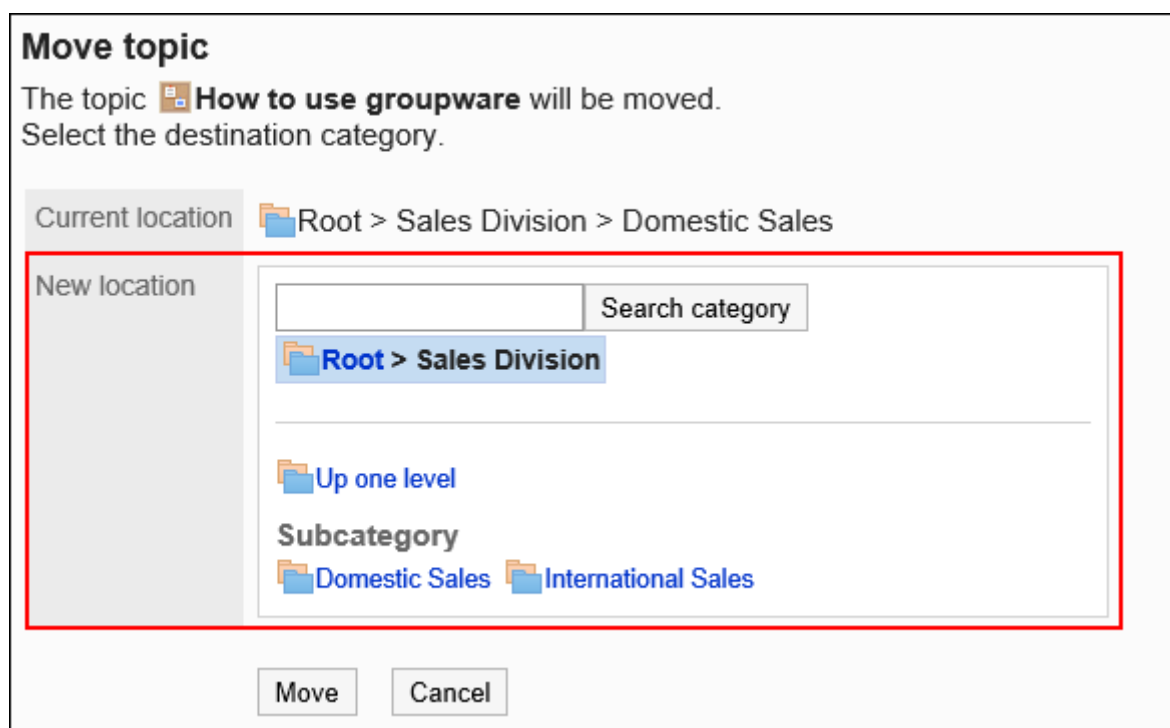 Move topic
The topic How to use groupware will be moved.
Select the destination category.
Current location Root > Sales Division > Domestic Sales
New location
Search category
Root > Sales Division
Up one level
Subcategory
Domestic Sales International Sales
Move Cancel